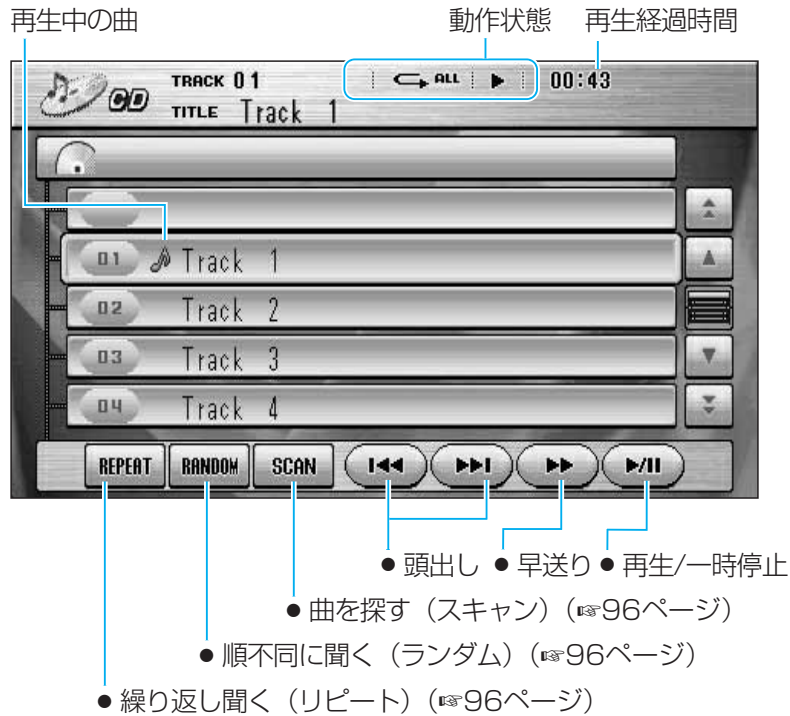 再生中の曲
動作状態
再生経過時間
CD
TRACK 01
ALL
00:43
TITLE Track 1
01 Track 1
02 Track 2
03 Track 3
04 Track 4
REPEAT RANDOM SCAN
● 頭出し ● 早送り ● 再生/一時停止
● 曲を探す（スキャン）（☞96ページ）
● 順不同に聞く（ランダム）（☞96ページ）
● 繰り返し聞く（リピート）（☞96ページ）